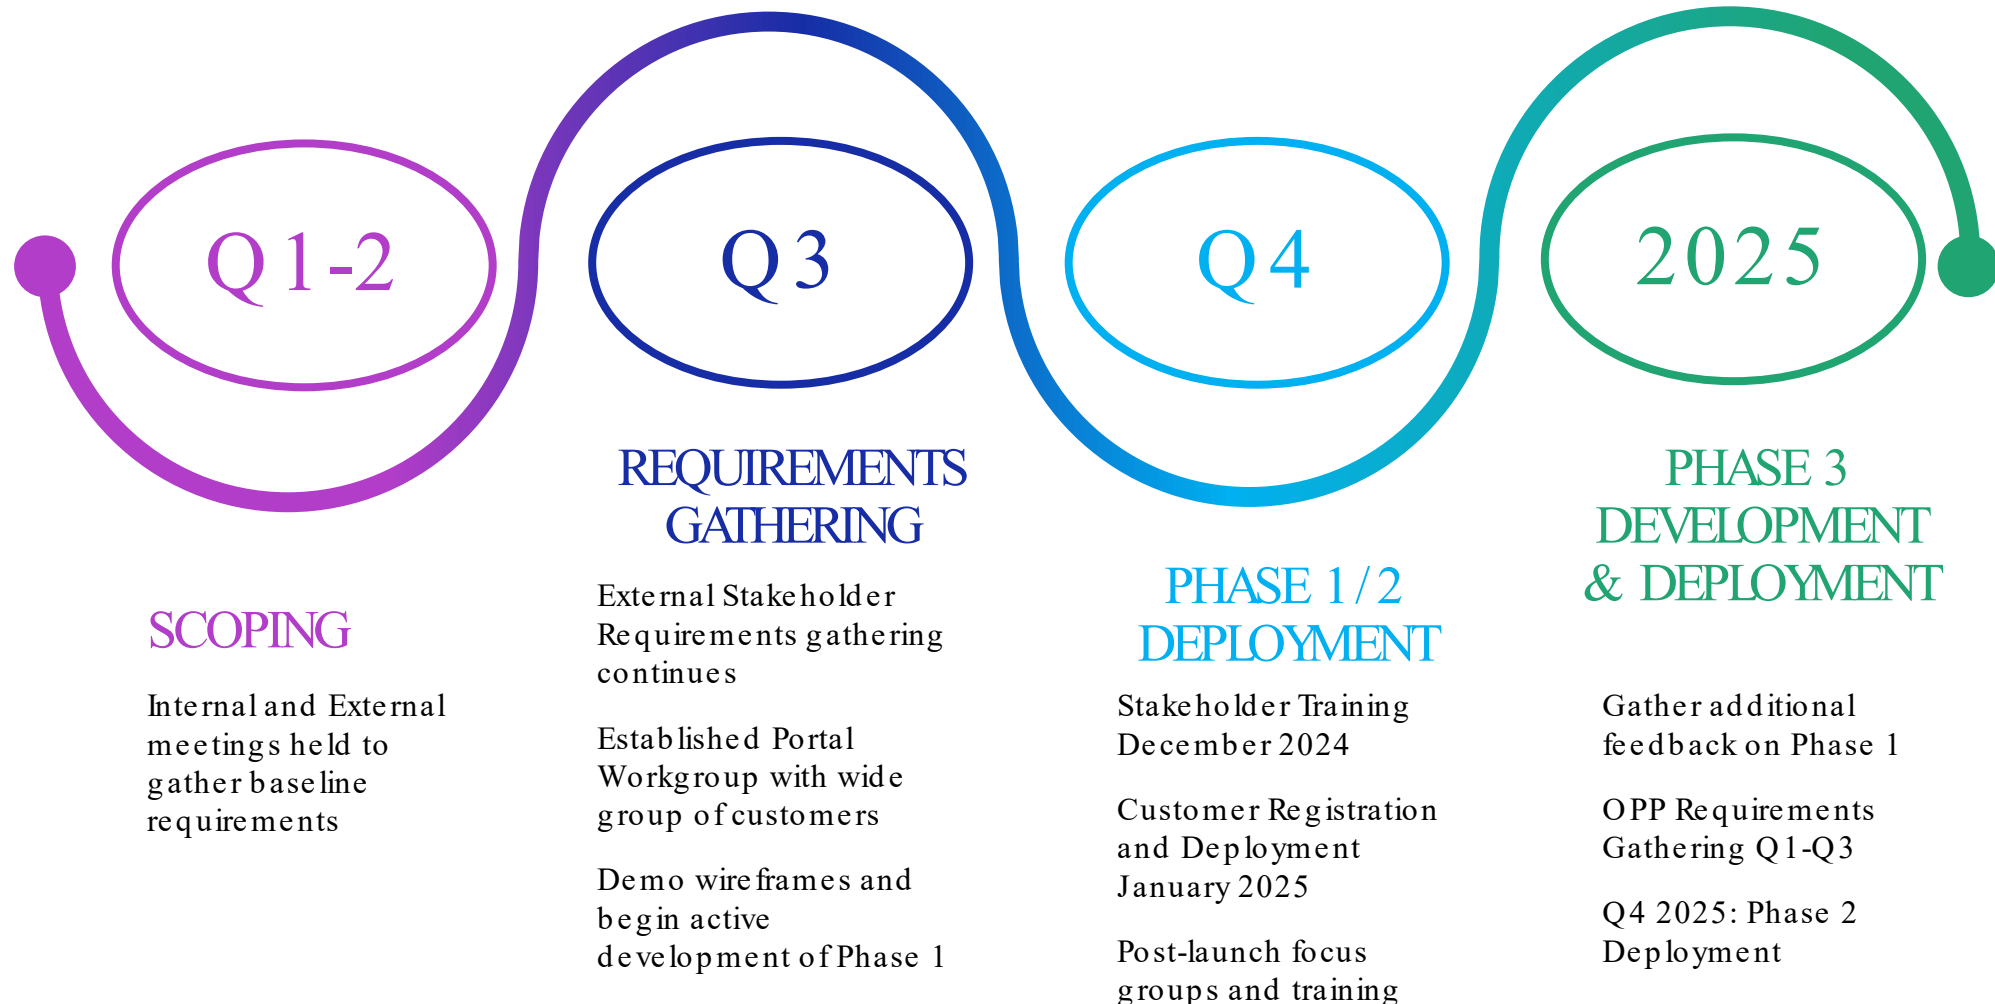 Q1-2
SCOPING
Internal and External
meetings held to
gather baseline
requirements
Q3
REQUIREMENTS
GATHERING
External Stakeholder
Requirements gathering
continues
Established Portal
Workgroup with wide
group of customers
Demo wireframes and
begin active
development of Phase 1
Q4
PHASE 1/2
DEPLOYMENT
Stakeholder Training
December 2024
Customer Registration
and Deployment
January 2025
Post-launch focus
groups and training
2025
PHASE 3
DEVELOPMENT
& DEPLOYMENT
Gather additional
feedback on Phase 1
OPP Requirements
Gathering Q1-Q3
Q4 2025: Phase 2
Deployment